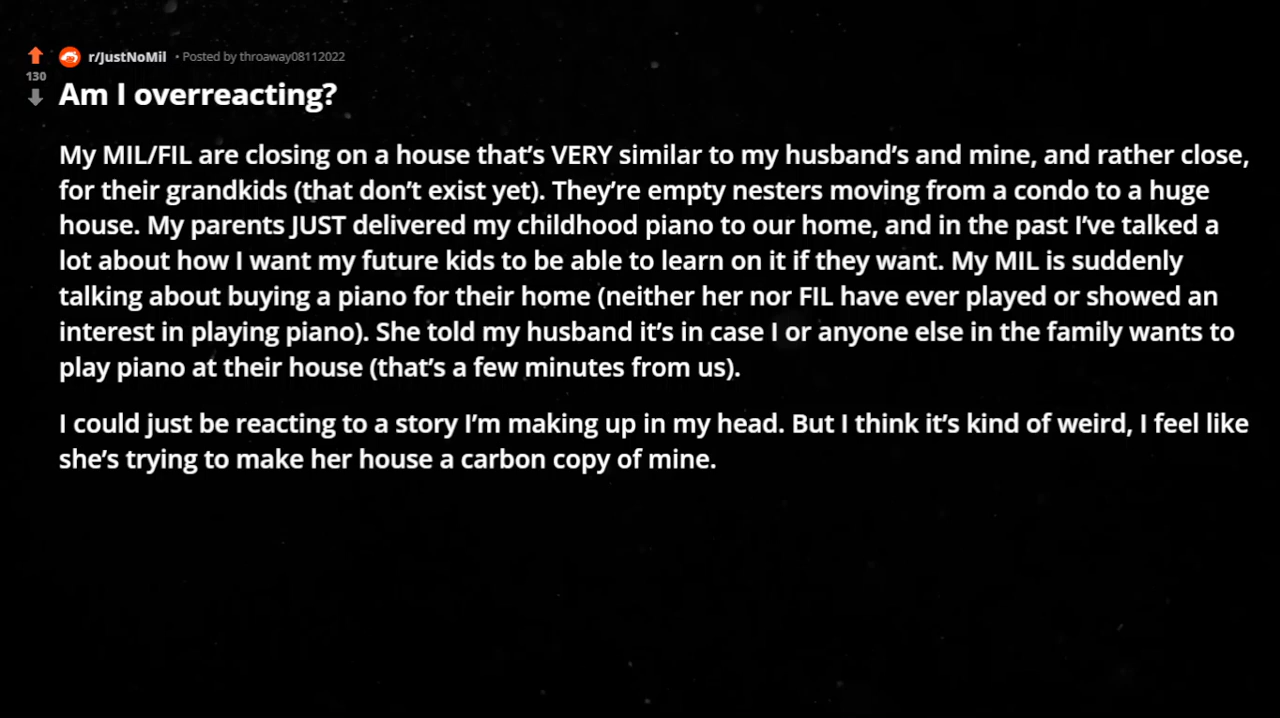 r/JustNoMil • Posted by throaway08112022
130
Am I overreacting?
My MIL/FIL are closing on a house that’s VERY similar to my husband’s and mine, and rather close,
for their grandkids (that don’t exist yet). They’re empty nesters moving from a condo to a huge
house. My parents JUST delivered my childhood piano to our home, and in the past I’ve talked a
lot about how I want my future kids to be able to learn on it if they want. My MIL is suddenly
talking about buying a piano for their home (neither her nor FIL have ever played or showed an
interest in playing piano). She told my husband it’s in case I or anyone else in the family wants to
play piano at their house (that’s a few minutes from us).
I could just be reacting to a story I’m making up in my head. But I think it’s kind of weird, I feel like
she’s trying to make her house a carbon copy of mine.